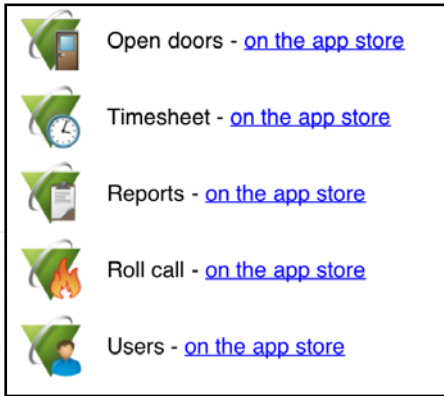 Open doors - on the app store
Timesheet - on the app store
Reports - on the app store
Roll call - on the app store
Users - on the app store